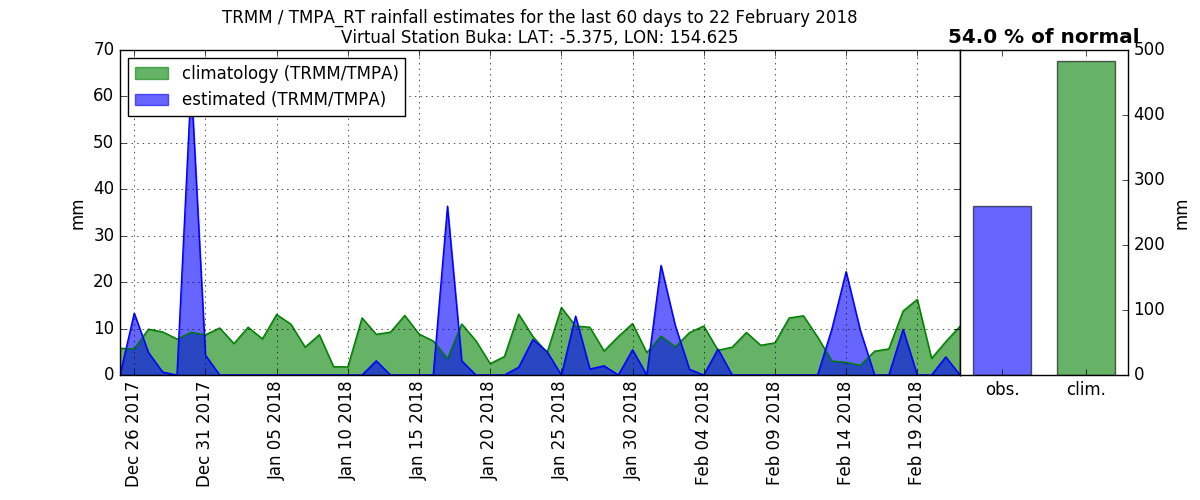 TRMM / TMPA_RT rainfall estimates for the last 60 days to 22 February 2018
Virtual Station Buka: LAT: -5.375, LON: 154.625
54.0 % of normal
climatology (TRMM/TMPA)
estimated (TRMM/TMPA)
70
60
50
40
30
20
10
0
mm
Dec 26 2017
Dec 31 2017
Jan 05 2018
Jan 10 2018
Jan 15 2018
Jan 20 2018
Jan 25 2018
Jan 30 2018
Feb 04 2018
Feb 09 2018
Feb 14 2018
Feb 19 2018
500
400
300
200
100
0
mm
obs.
clim.